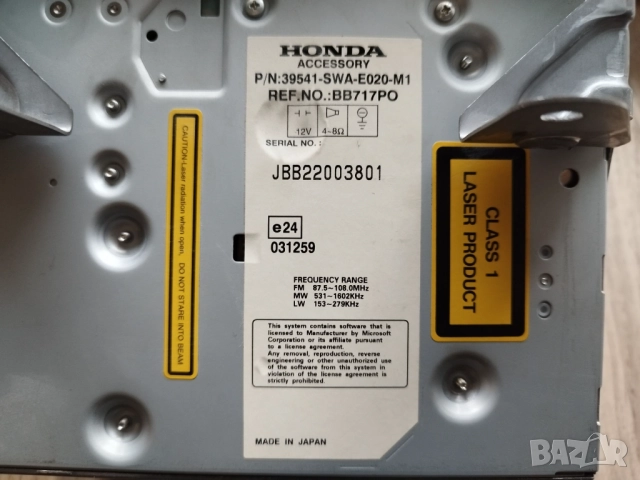 HONDA
ACCESSORY
P/N:39541-SWA-E020-M1
REF.NO.:BB717PO
12V 4~8Ω
SERIAL NO.:
JBB22003801
e24
031259
FREQUENCY RANGE
FM 87.5~108.0MHz
MW 531~1602KHz
LW 153~279KHz
This system contains software that is
licensed to Manufacturer by Microsoft
Corporation or its affiliate pursuant
to a license agreement.
Any removal, reproduction, reverse
engineering or other unauthorized use
of the software from this system in
violation of the license agreement is
strictly prohibited.
MADE IN JAPAN
CAUTION-Laser radiation when open, DO NOT STARE INTO BEAM
CLASS 1
LASER PRODUCT
BAZAR